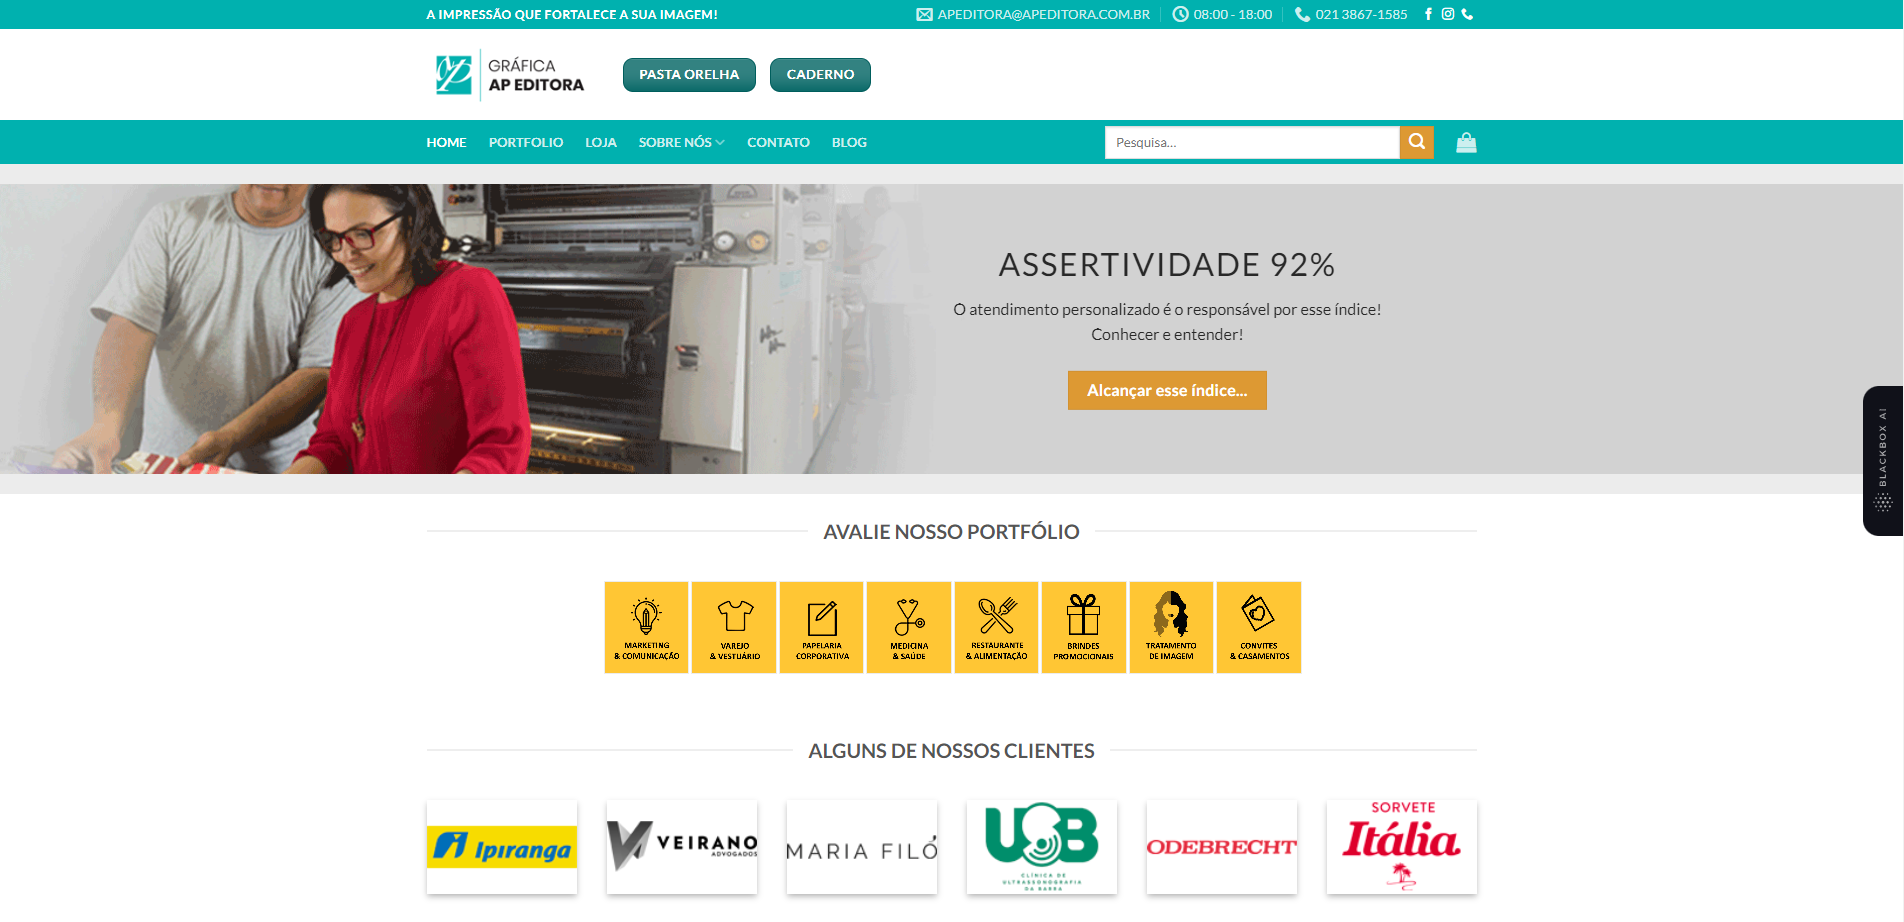 A IMPRESSÃO QUE FORTALECE A SUA IMAGEM!
APEDITORA@APEDITORA.COM.BR
08:00 - 18:00
021 3867-1585
GRÁFICA
AP EDITORA
PASTA ORELHA
CADERNO
HOME
PORTFOLIO
LOJA
SOBRE NÓS
CONTATO
BLOG
Pesquisa...
ASSERTIVIDADE 92%
O atendimento personalizado é o responsável por esse índice!
Conhecer e entender!
Alcançar esse índice...
BLACKBOX AI
AVALIE NOSSO PORTFÓLIO
MARKETING
& COMUNICAÇÃO
VAREJO
& VESTUÁRIO
PAPELARIA
CORPORATIVA
MEDICINA
& SAÚDE
RESTAURANTE
& ALIMENTAÇÃO
BRINDES
PROMOCIONAIS
TRATAMENTO
DE IMAGEM
CONVITES
& CASAMENTOS
ALGUNS DE NOSSOS CLIENTES
Ipiranga
VEIRANO
ADVOGADOS
MARIA FILÓ
USB
CLÍNICA DE
ULTRASSONOGRAFIA
DA BARRA
ODEBRECHT
SORVETE
Itália